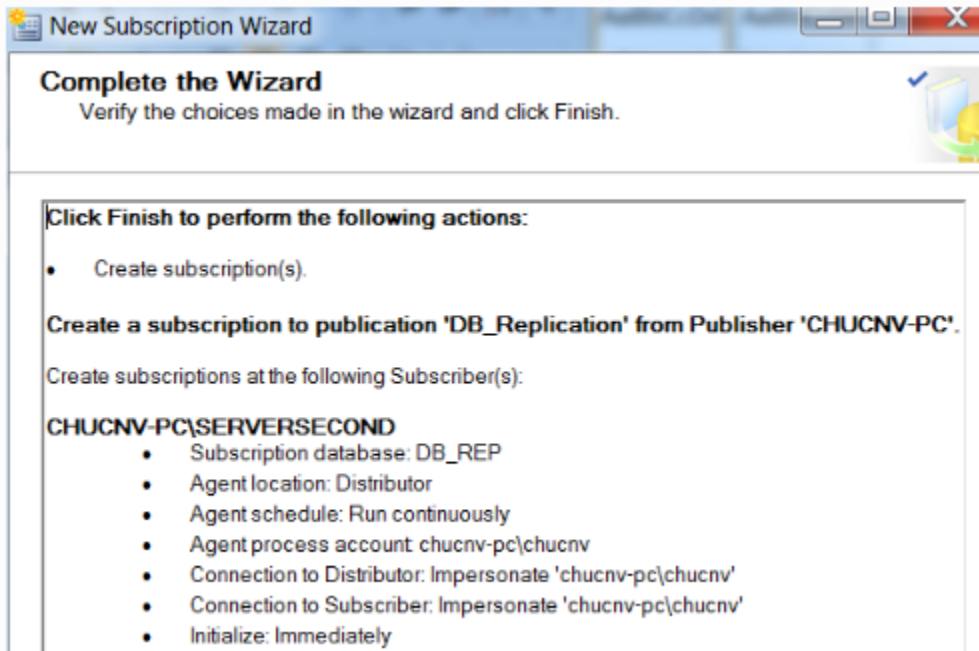 New Subscription Wizard
Complete the Wizard
Verify the choices made in the wizard and click Finish.
Click Finish to perform the following actions:
• Create subscription(s).
Create a subscription to publication 'DB_Replication' from Publisher 'CHUCNV-PC'.
Create subscriptions at the following Subscriber(s):
CHUCNV-PC\SERVERSECOND
• Subscription database: DB_REP
• Agent location: Distributor
• Agent schedule: Run continuously
• Agent process account: chucnv-pc\chucnv
• Connection to Distributor: Impersonate 'chucnv-pc\chucnv'
• Connection to Subscriber: Impersonate 'chucnv-pc\chucnv'
• Initialize: Immediately